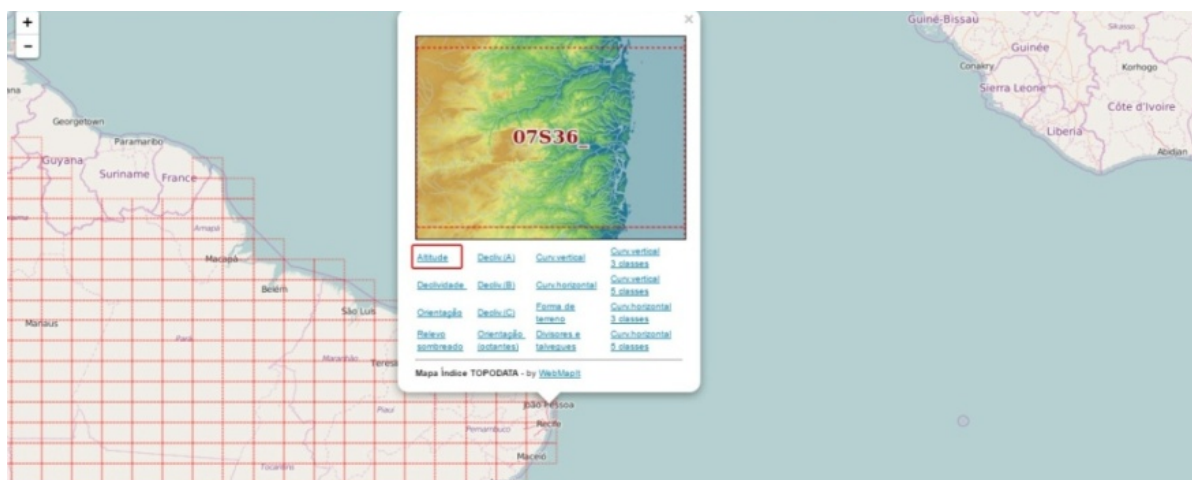 +
−
×
07S36_
Altitude Decliv.(A) Curv.vertical Curv.vertical 3 classes
Declividade Decliv.(B) Curv.horizontal Curv.vertical 5 classes
Orientação Decliv.(C) Forma de terreno Curv.horizontal 3 classes
Relevo sombreado Orientação (octantes) Divisores e talvegues Curv.horizontal 5 classes
Mapa Índice TOPODATA - by WebMapIt
Guiné-Bissau
Sikasso
Guinée
Conakry
Korhogo
Sierra Leone
Côte d'Ivoire
Liberia
Abidjan
ana
Georgetown
Paramaribo
Guyana
Suriname
France
Amapá
Macapá
Belém
São Luís
Manaus
Pará
Maranhão
Teresi
Piauí
João Pessoa
Pernambuco
Recife
Maceió
Tocantins